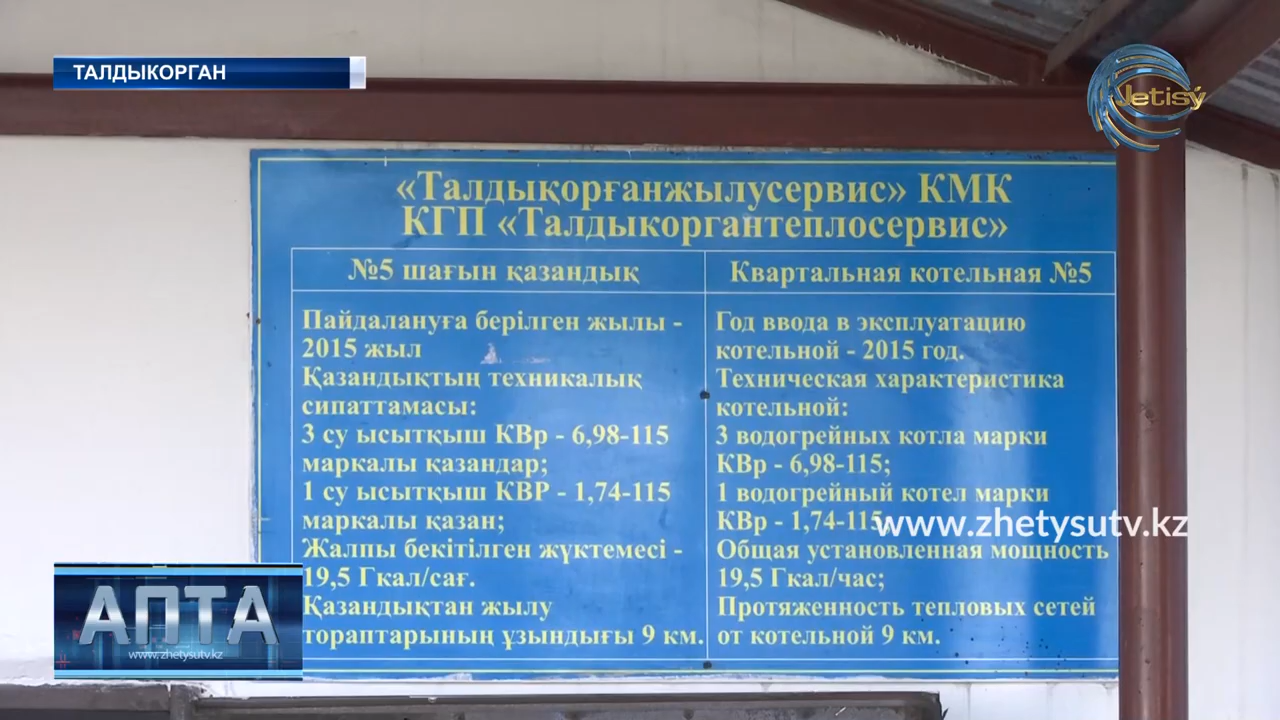 ТАЛДЫКОРГАН
Jetisý
«Талдықорғанжылусервис» КМК
КГП «Талдыкоргантеплосервис»
№5 шағын қазандық
Пайдалануға берілген жылы -
2015 жыл
Қазандықтың техникалық
сипаттамасы:
3 су ысытқыш КВр - 6,98-115
маркалы қазандар;
1 су ысытқыш КВР - 1,74-115
маркалы қазан;
Жалпы бекітілген жүктемесі -
19,5 Гкал/сағ.
Қазандықтан жылу
тораптарының ұзындығы 9 км.
Квартальная котельная №5
Год ввода в эксплуатацию
котельной - 2015 год.
Техническая характеристика
котельной:
3 водогрейных котла марки
КВр - 6,98-115;
1 водогрейный котел марки
КВр - 1,74-115;
Общая установленная мощность
19,5 Гкал/час;
Протяженность тепловых сетей
от котельной 9 км.
www.zhetysutv.kz
АПТА
www.zhetysutv.kz